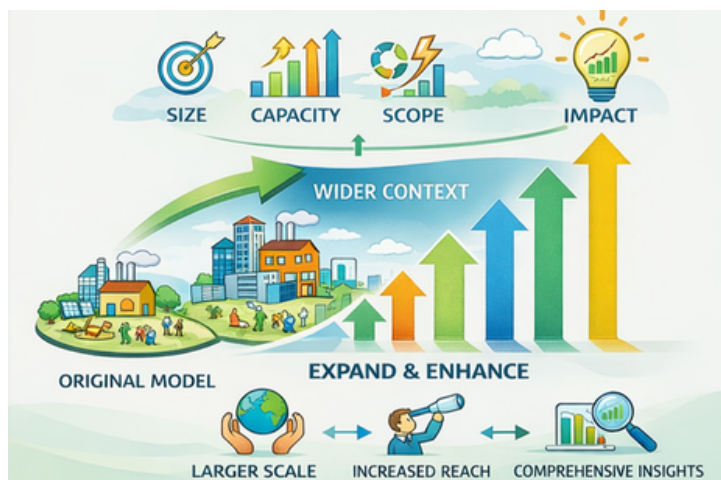 SIZE
CAPACITY
SCOPE
IMPACT
WIDER CONTEXT
ORIGINAL MODEL
EXPAND & ENHANCE
LARGER SCALE
INCREASED REACH
COMPREHENSIVE INSIGHTS